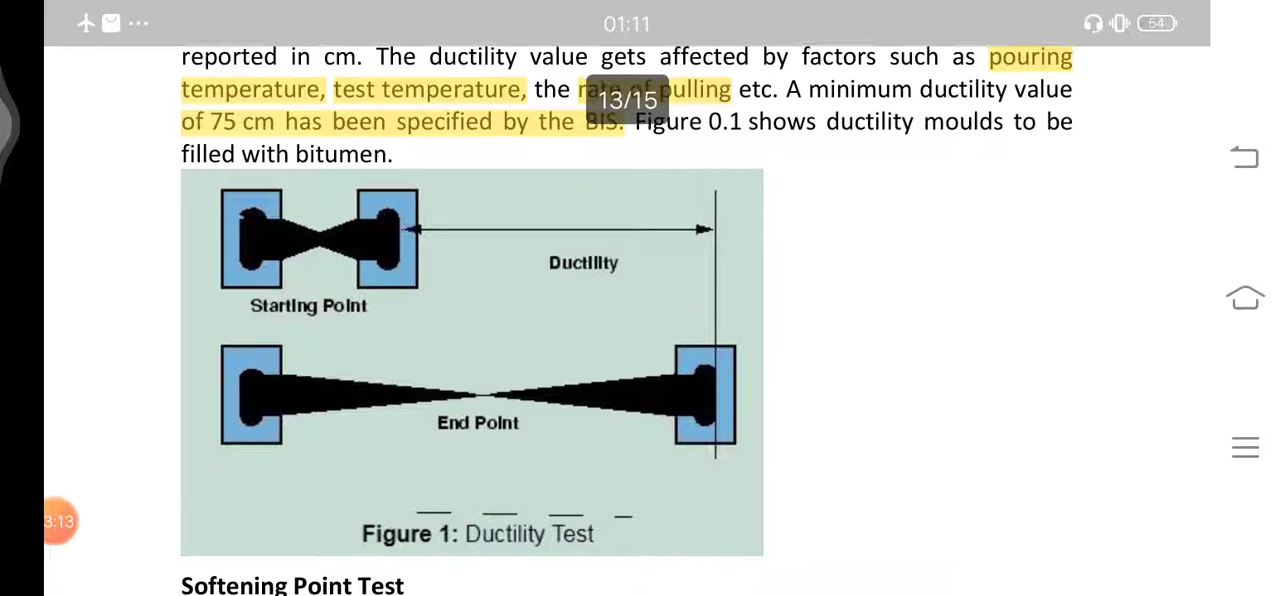 01:11
54
reported in cm. The ductility value gets affected by factors such as pouring
temperature, test temperature, the rate of pulling etc. A minimum ductility value
13/15
of 75 cm has been specified by the BIS. Figure 0.1 shows ductility moulds to be
filled with bitumen.
Ductility
Starting Point
End Point
3:13
Figure 1: Ductility Test
Softening Point Test